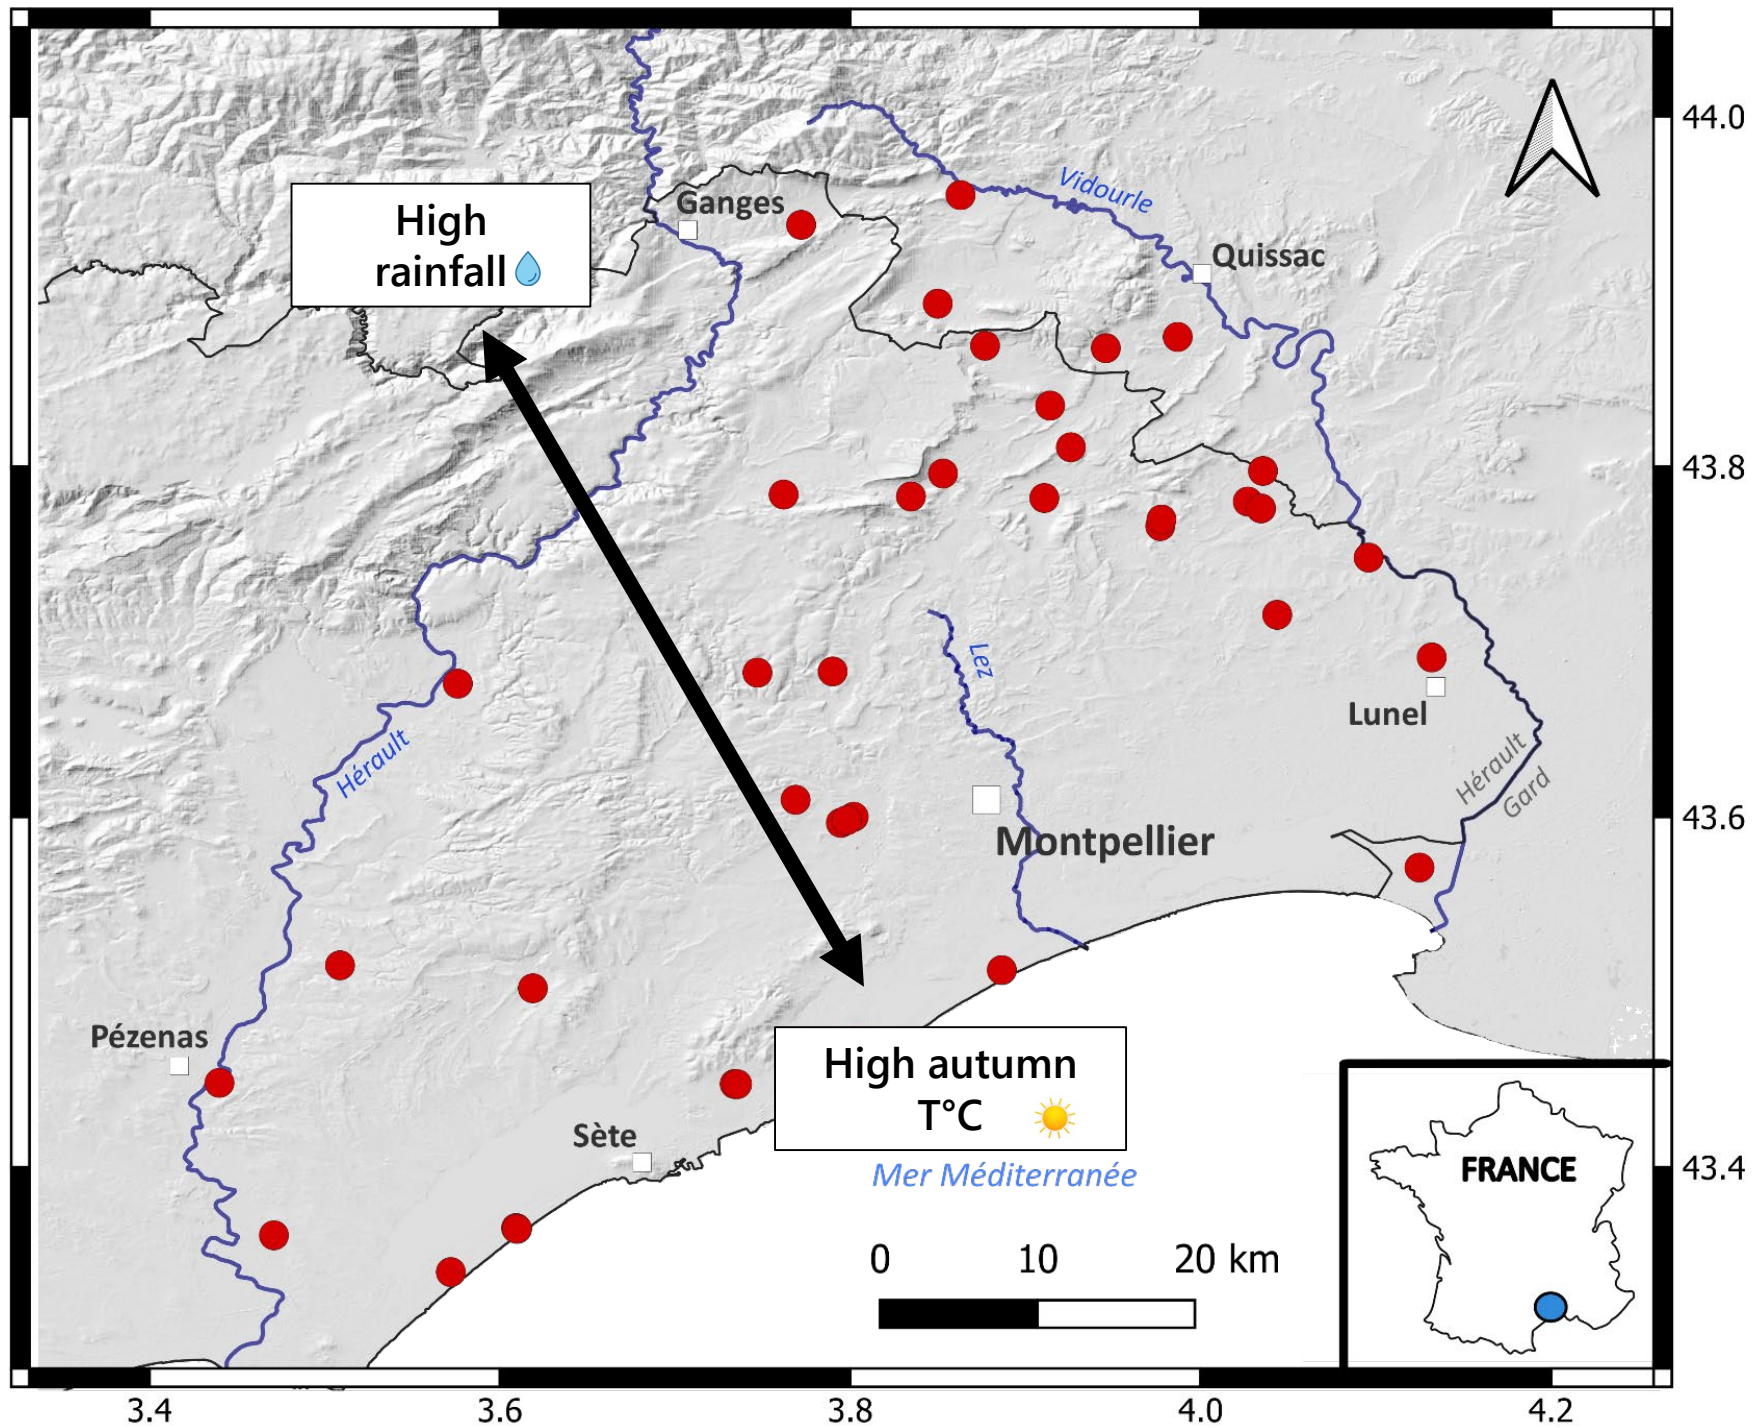 44.0
Vidourle
Ganges
High
rainfall
Quissac
43.8
Lez
Lunel
Hérault
Hérault
Gard
43.6
Montpellier
Pézenas
High autumn
T°C
Sète
Mer Méditerranée
FRANCE
43.4
0 10 20 km
3.4 3.6 3.8 4.0 4.2